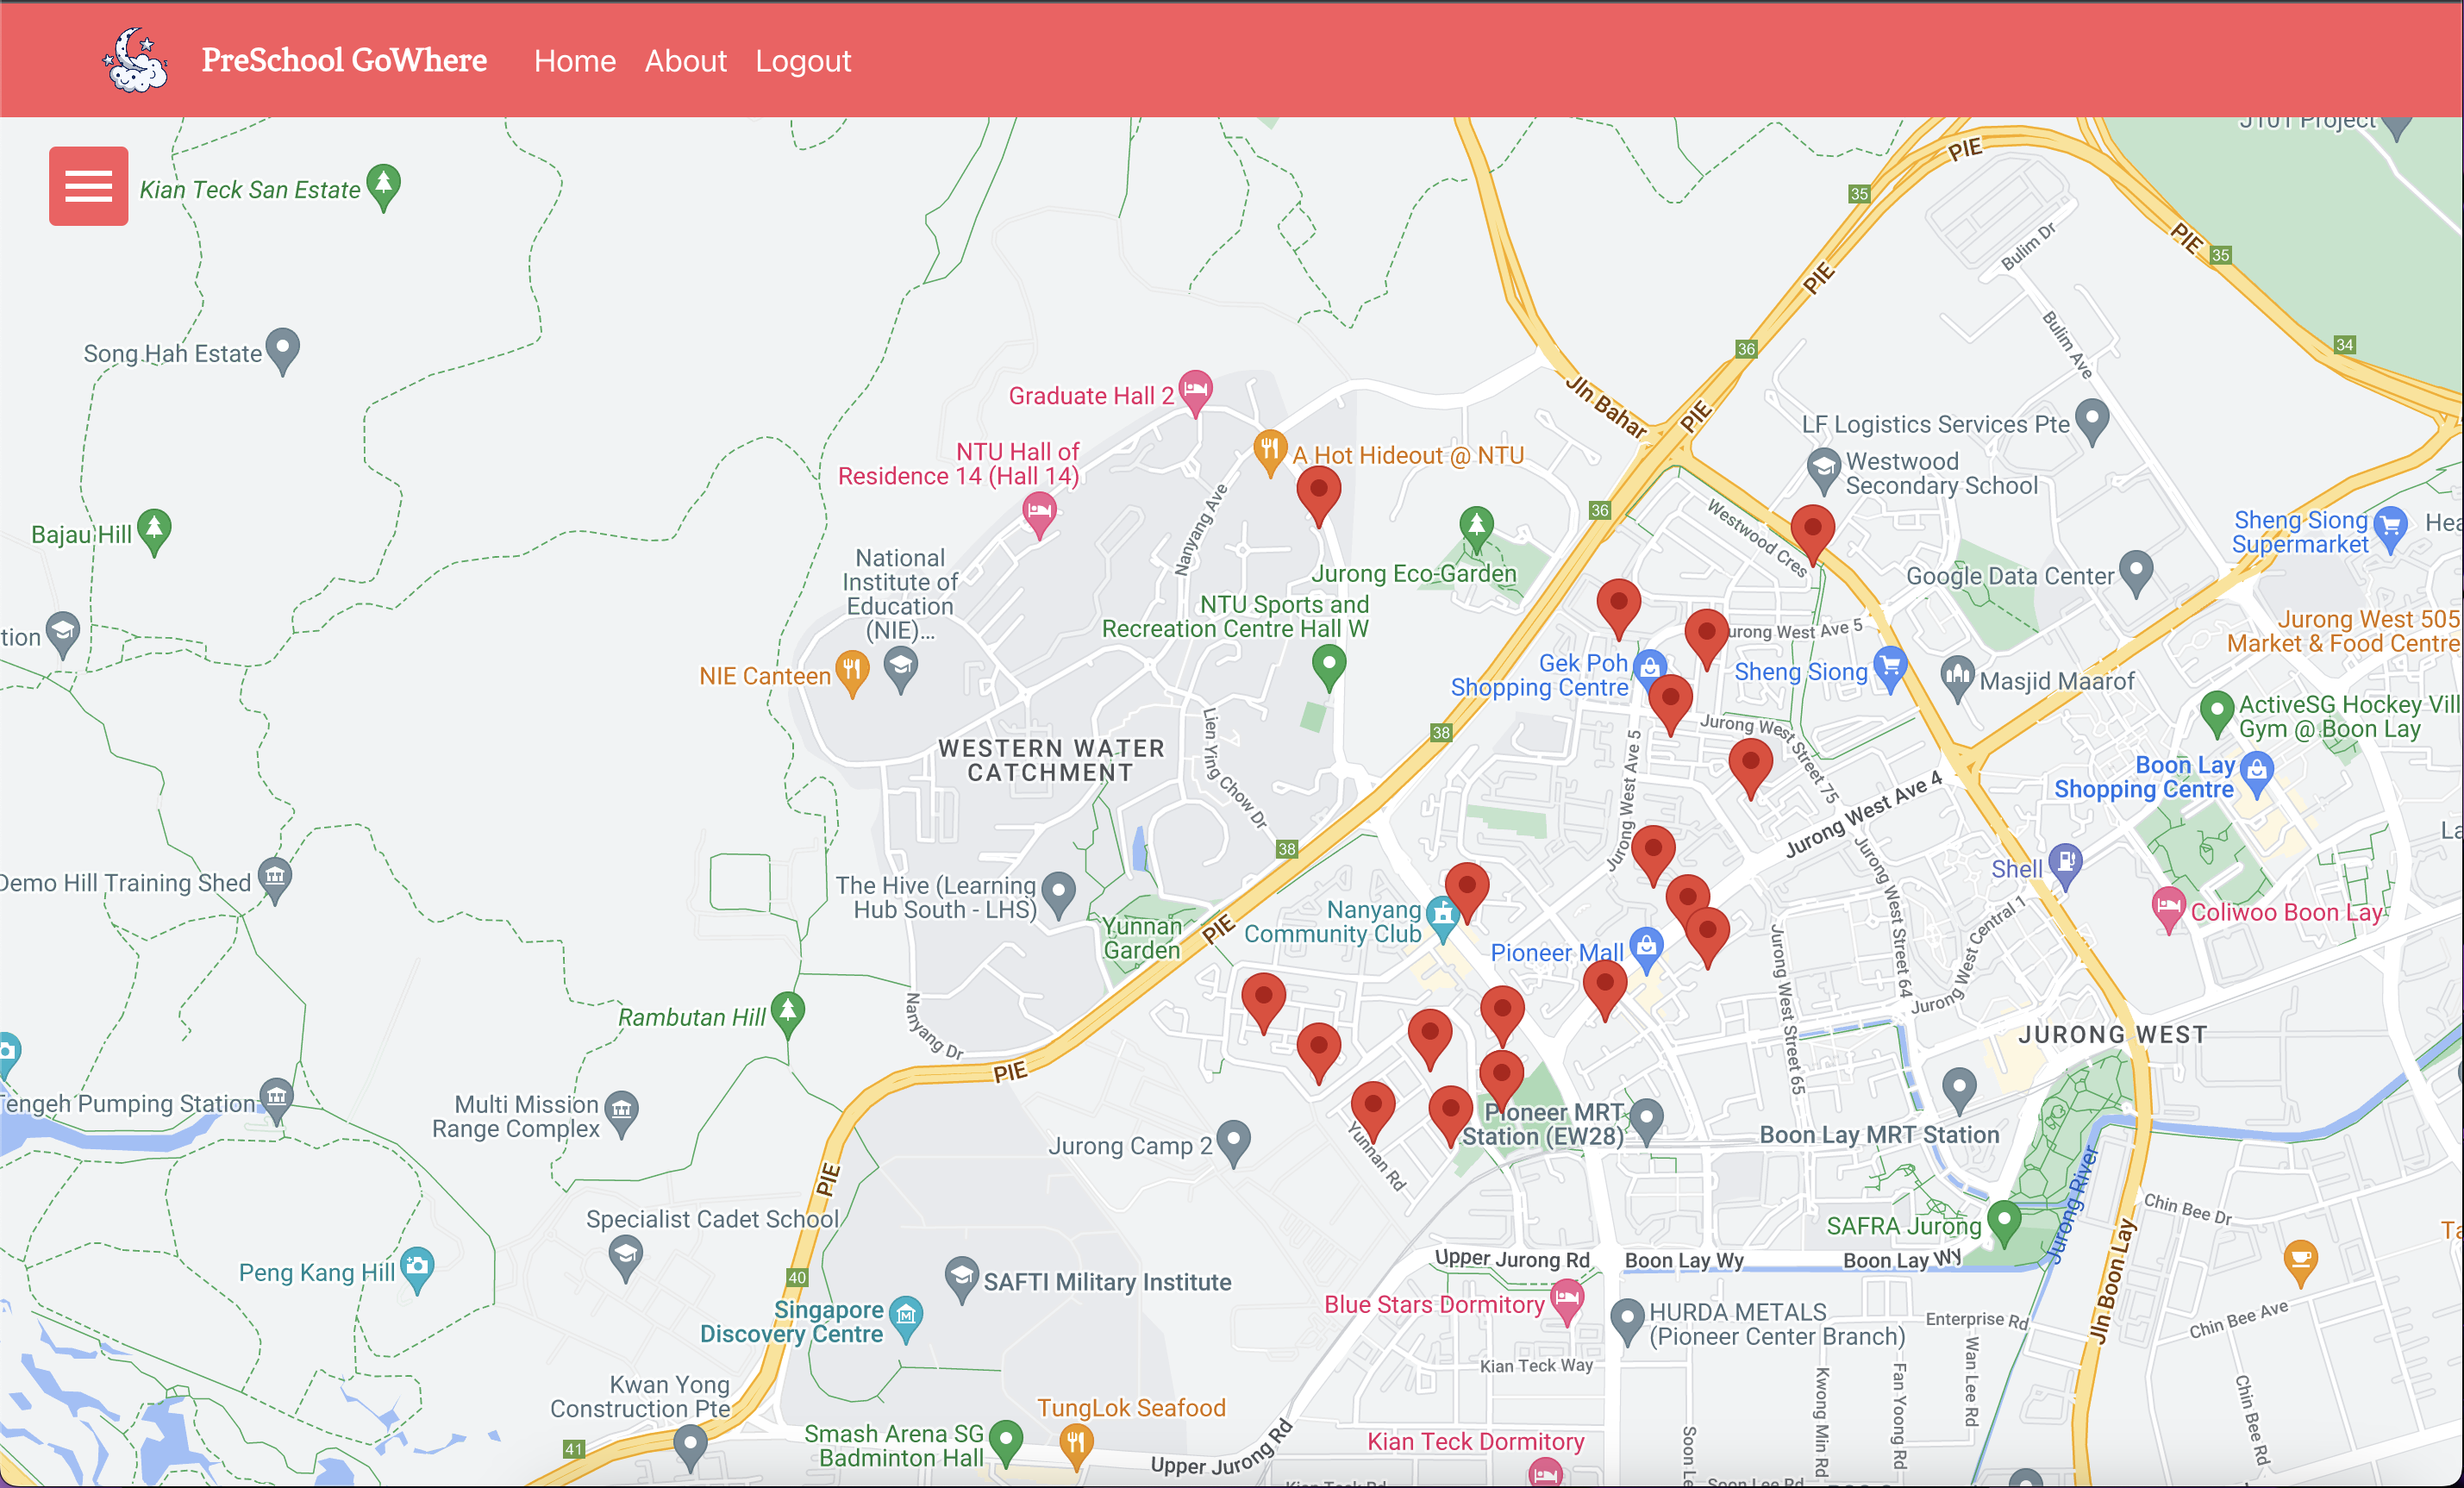 PreSchool GoWhere
Home
About
Logout
J101 Project
PIE
35
Kian Teck San Estate
Bulim Dr
PIE
35
PIE
Bulim Ave
34
36
Song Hah Estate
Graduate Hall 2
Jln Bahar
PIE
LF Logistics Services Pte
NTU Hall of
Residence 14 (Hall 14)
A Hot Hideout @ NTU
Westwood
Secondary School
Nanyang Ave
36
Westwood Cres
Sheng Siong
Supermarket
Bajau Hill
National
Institute of
Education
(NIE)...
Jurong Eco-Garden
Google Data Center
NTU Sports and
Recreation Centre Hall W
Jurong West 505
Market & Food Centre
urong West Ave 5
tion
NIE Canteen
Gek Poh
Shopping Centre
Sheng Siong
Masjid Maarof
Lien Ying Chow Dr
38
Jurong West Street 75
ActiveSG Hockey Vill
Gym @ Boon Lay
WESTERN WATER
CATCHMENT
Jurong West Ave 5
Boon Lay
Shopping Centre
Jurong West Ave 4
38
Demo Hill Training Shed
The Hive (Learning
Hub South - LHS)
Jurong West Street 64
Shell
Nanyang
Community Club
Yunnan
Garden
PIE
Pioneer Mall
Jurong West Central 1
Coliwoo Boon Lay
Jurong West Street 65
Rambutan Hill
Nanyang Dr
JURONG WEST
PIE
engeh Pumping Station
Multi Mission
Range Complex
Pioneer MRT
Station (EW28)
Boon Lay MRT Station
Jurong Camp 2
Yunnan Rd
PIE
Jurong River
Chin Bee Dr
Specialist Cadet School
SAFRA Jurong
Upper Jurong Rd
Boon Lay Wy
Boon Lay Wy
Peng Kang Hill
40
SAFTI Military Institute
Jln Boon Lay
Singapore
Discovery Centre
Blue Stars Dormitory
HURDA METALS
(Pioneer Center Branch)
Enterprise Rd
Chin Bee Ave
Kian Teck Way
Wan Lee Rd
Kwong Min Rd
Fan Yoong Rd
Kwan Yong
Construction Pte
TungLok Seafood
Chin Bee Rd
41
Smash Arena SG
Badminton Hall
Upper Jurong Rd
Kian Teck Dormitory
Soon Le
Soon Lee Rd
Kian Teck Rd